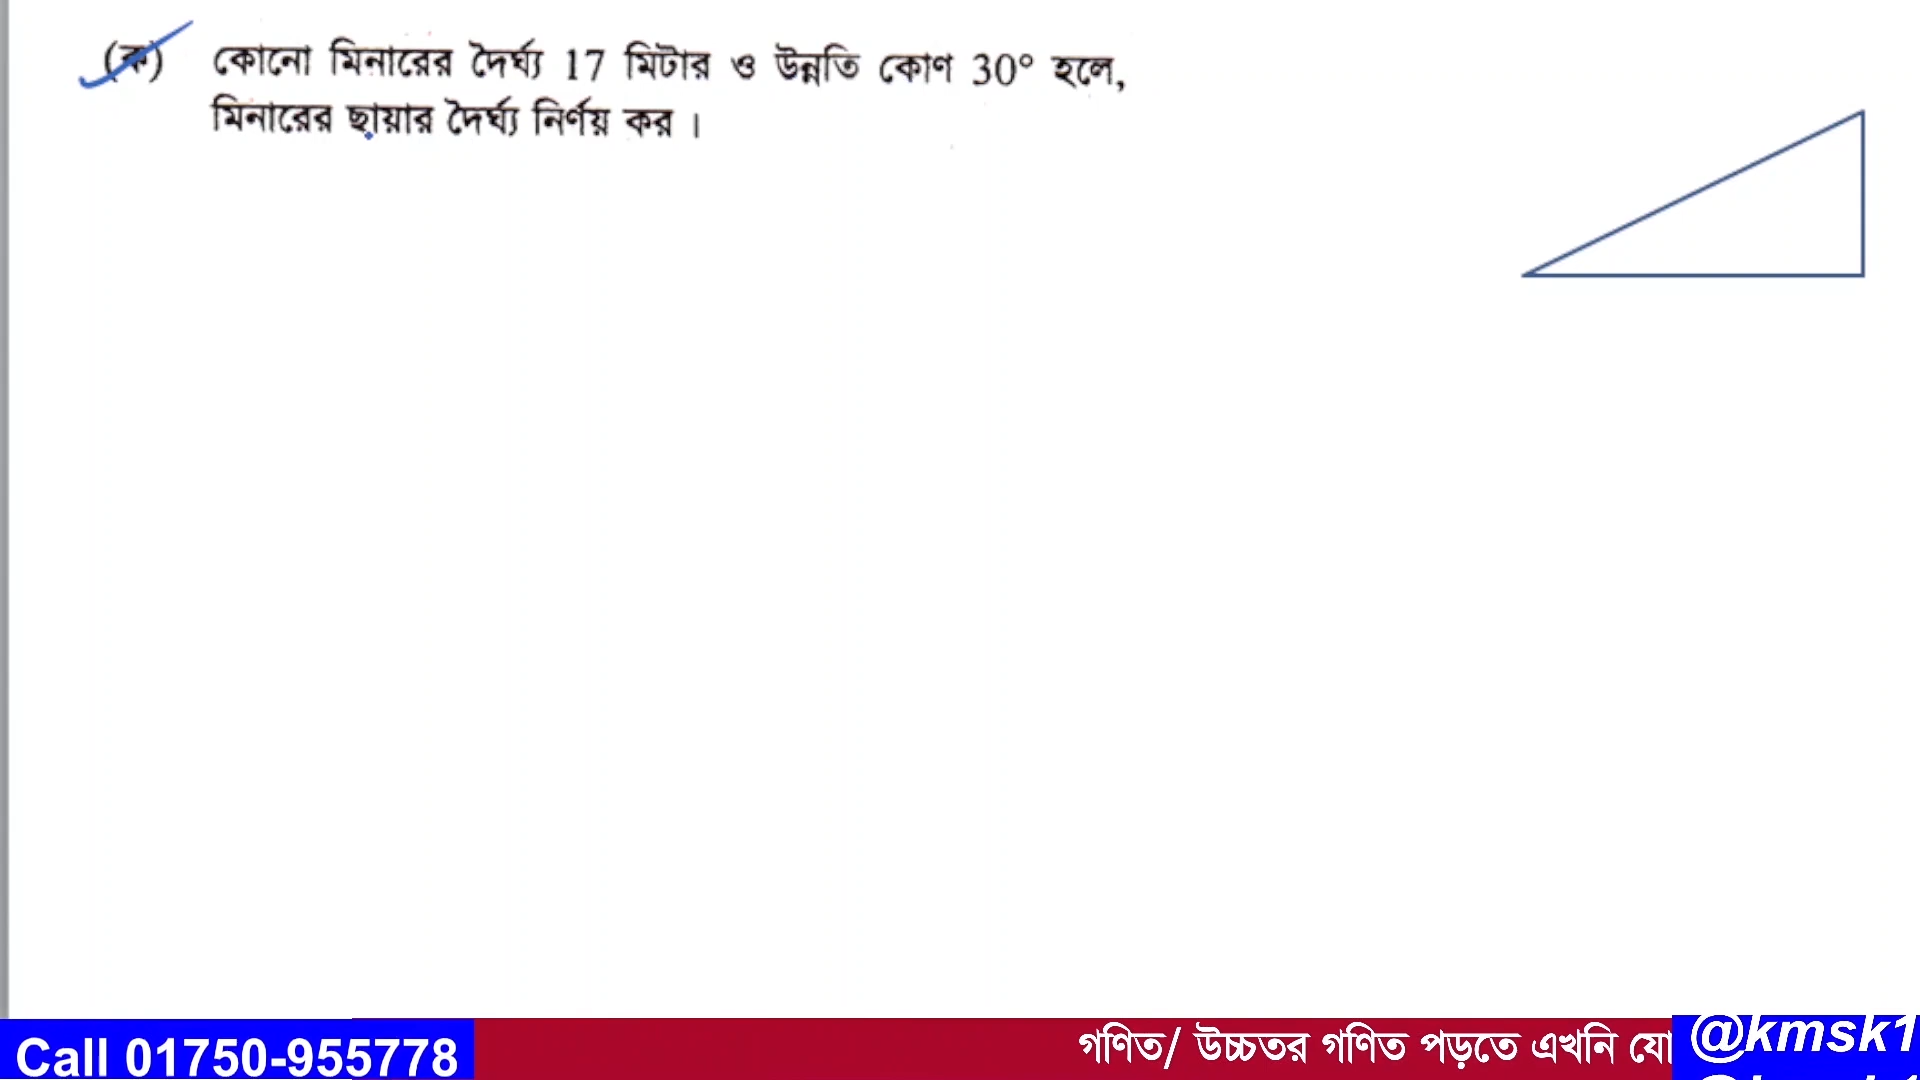 (ক) কোনো মিনারের দৈর্ঘ্য 17 মিটার ও উন্নতি কোণ 30° হলে,
মিনারের ছায়ার দৈর্ঘ্য নির্ণয় কর ।
Call 01750-955778
গণিত/ উচ্চতর গণিত পড়তে এখনি যো
@kmsk1